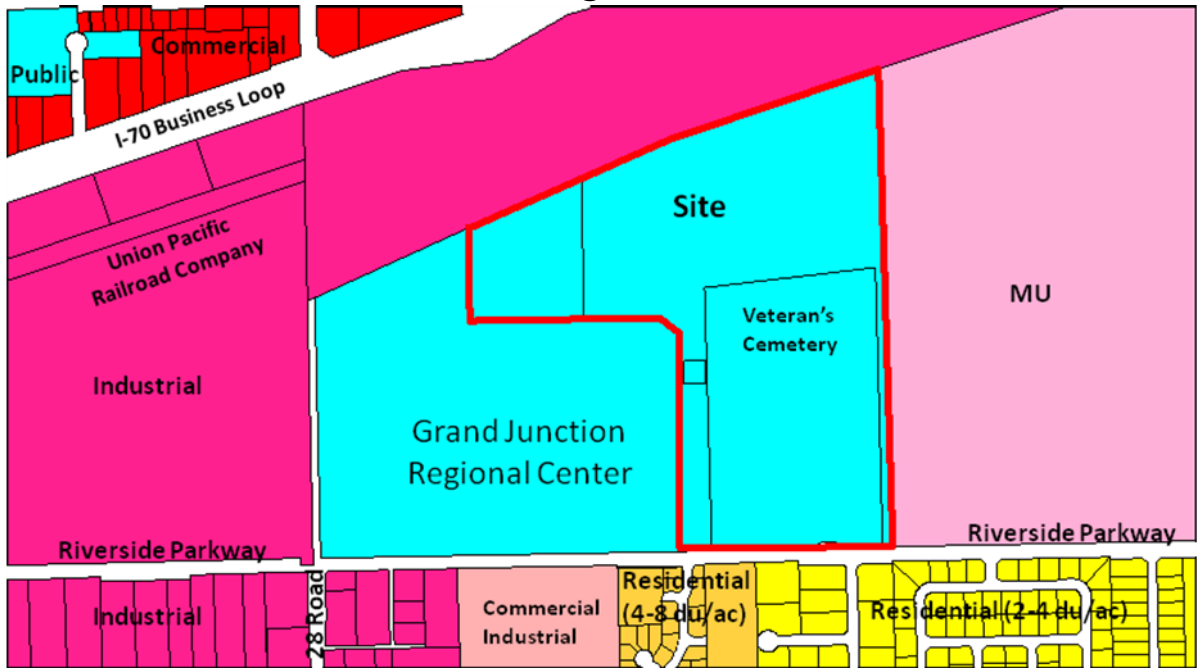 Commercial
Public
I-70 Business Loop
Site
Union Pacific
Railroad Company
MU
Veteran's
Cemetery
Industrial
Grand Junction
Regional Center
Riverside Parkway
Riverside Parkway
Industrial
28 Road
Commercial
Industrial
Residential
(4-8 du/ac)
Residential (2-4 du/ac)